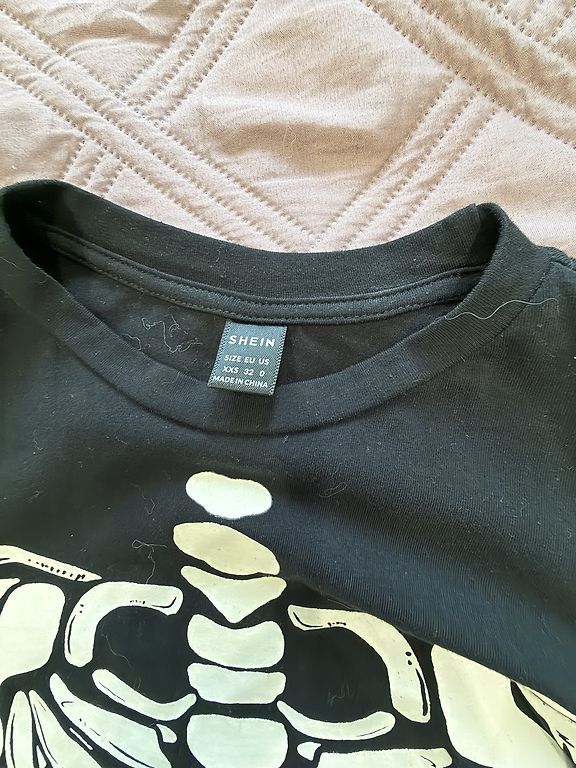 SHEIN
SIZE EU US
XXS 32 0
MADE IN CHINA